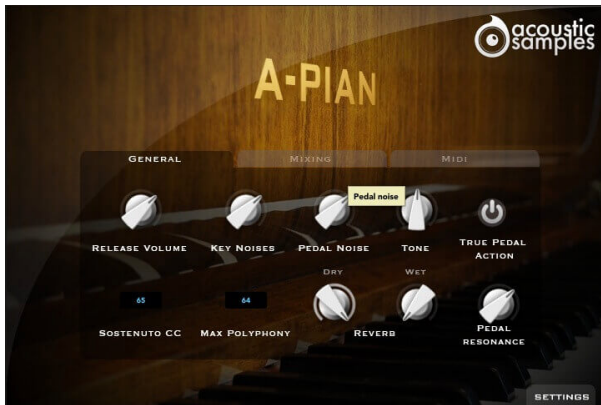 acoustic
samples
A-PIAN
GENERAL
MIXING
MIDI
Pedal noise
RELEASE VOLUME
KEY NOISES
PEDAL NOISE
TONE
TRUE PEDAL
ACTION
DRY
WET
65
64
SOSTENUTO CC
MAX POLYPHONY
REVERB
PEDAL
RESONANCE
SETTINGS